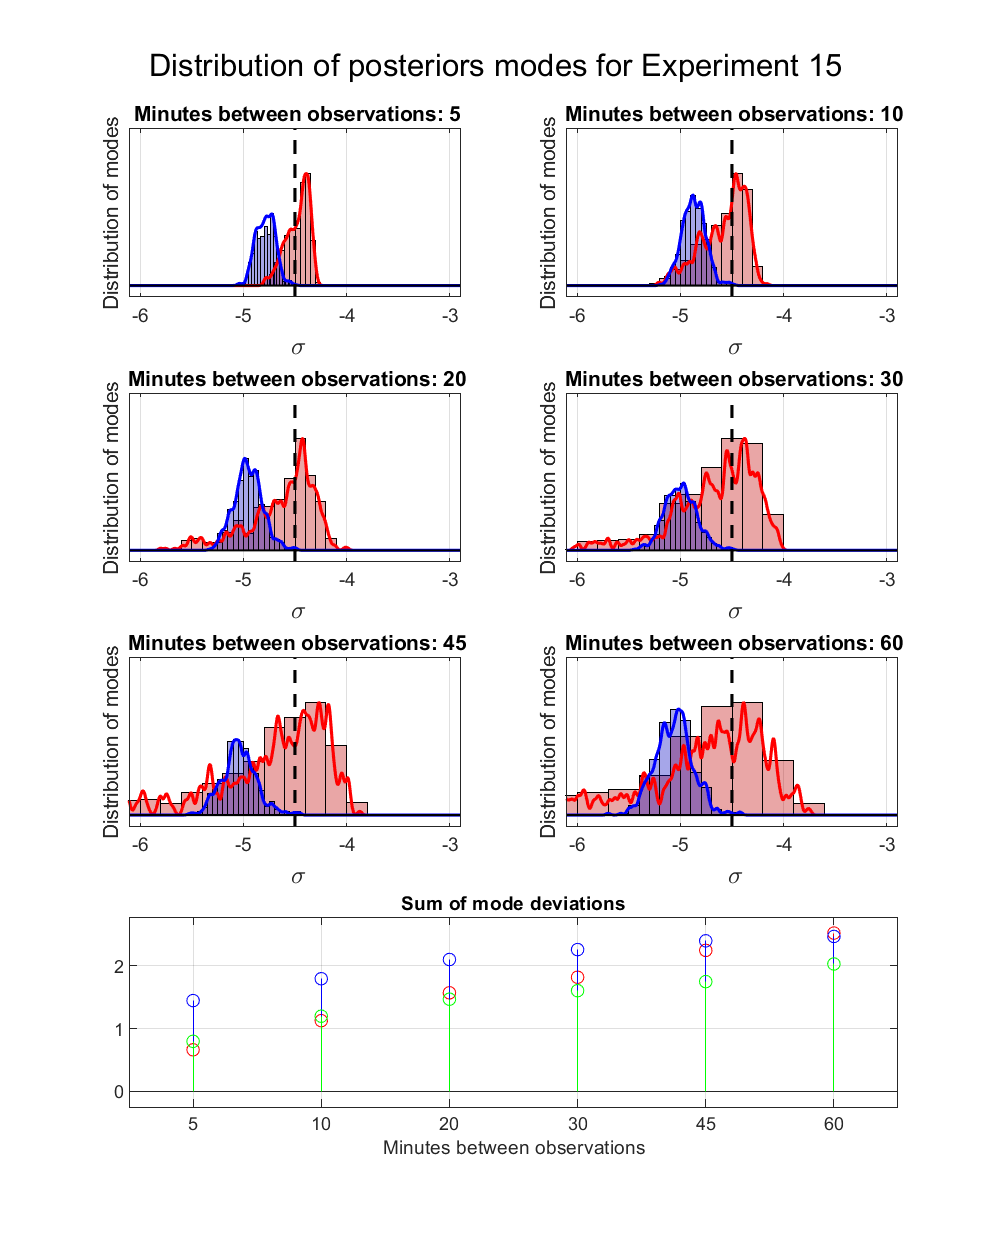 Distribution of posteriors modes for Experiment 15
Minutes between observations: 5
Distribution of modes
-6 -5 -4 -3
σ
Minutes between observations: 10
Distribution of modes
-6 -5 -4 -3
σ
Minutes between observations: 20
Distribution of modes
-6 -5 -4 -3
σ
Minutes between observations: 30
Distribution of modes
-6 -5 -4 -3
σ
Minutes between observations: 45
Distribution of modes
-6 -5 -4 -3
σ
Minutes between observations: 60
Distribution of modes
-6 -5 -4 -3
σ
Sum of mode deviations
2
1
0
5 10 20 30 45 60
Minutes between observations